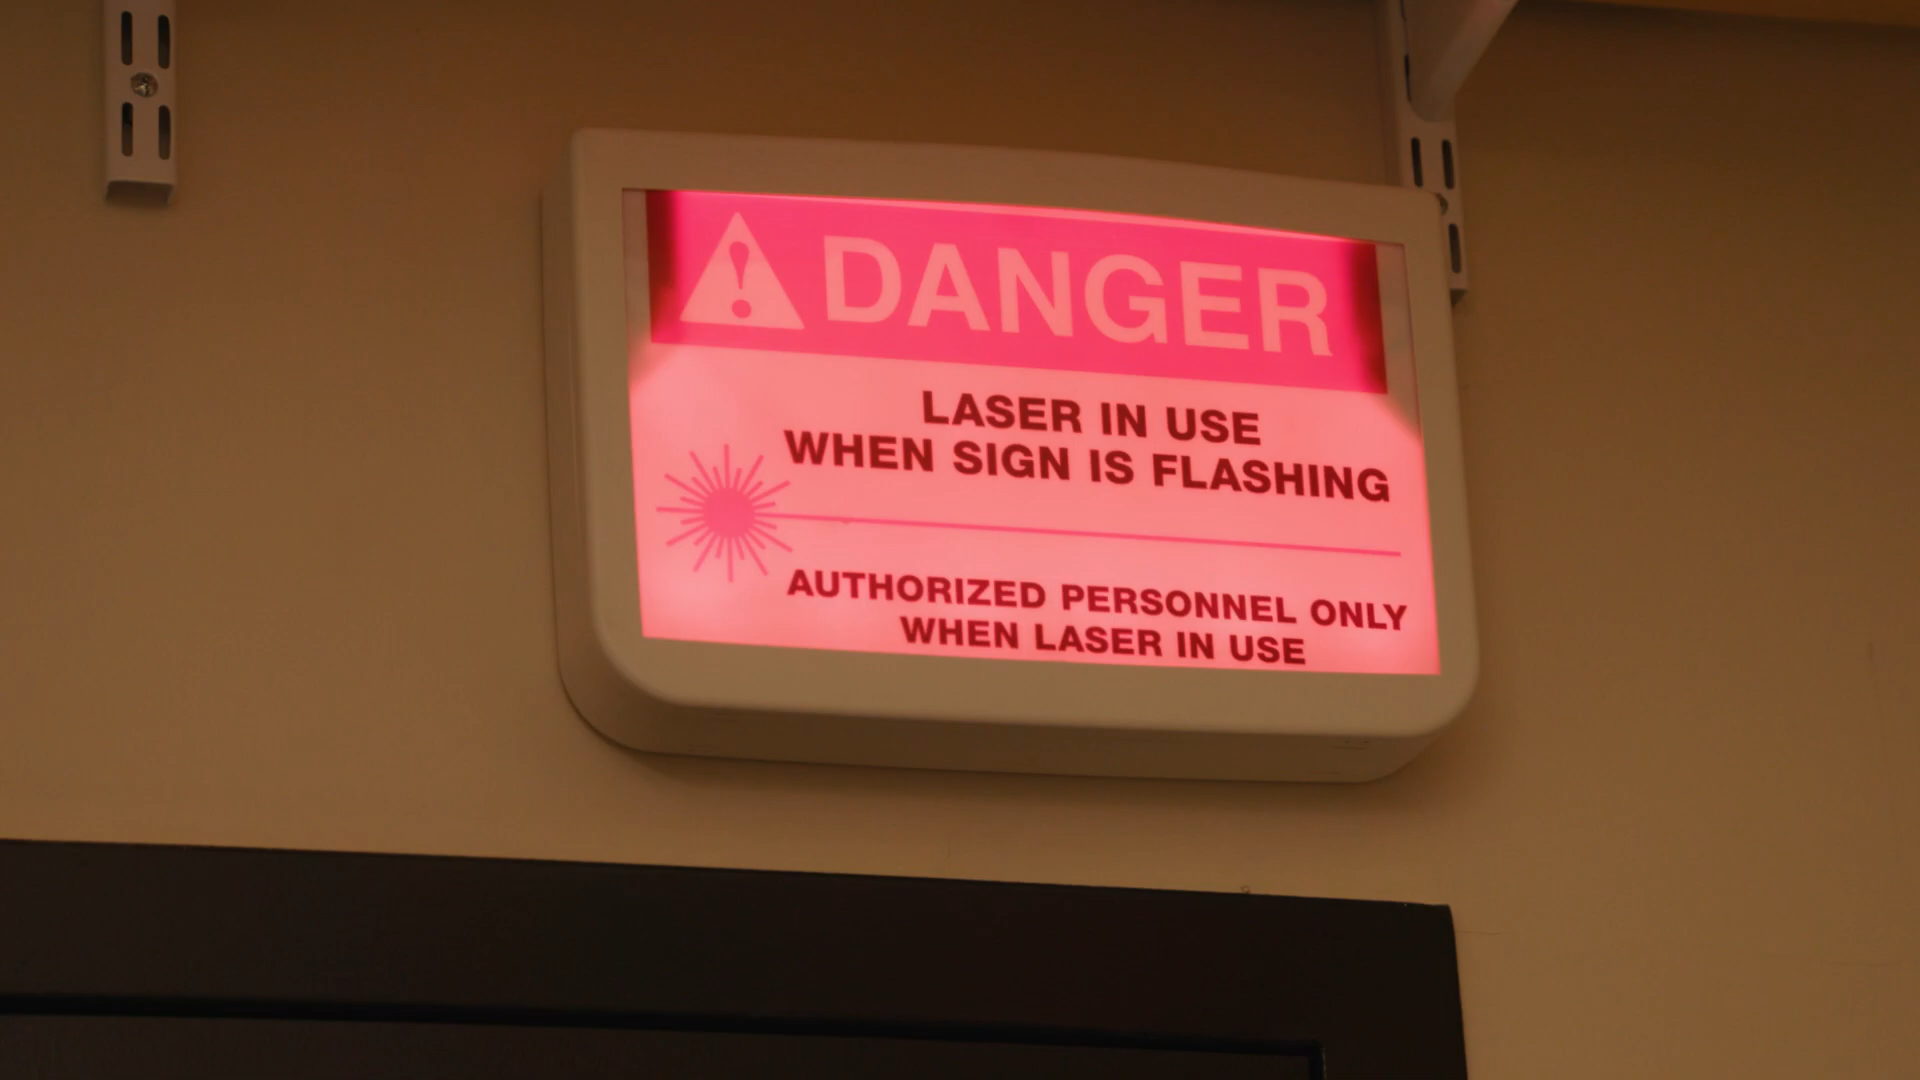 DANGER
LASER IN USE
WHEN SIGN IS FLASHING
AUTHORIZED PERSONNEL ONLY
WHEN LASER IN USE